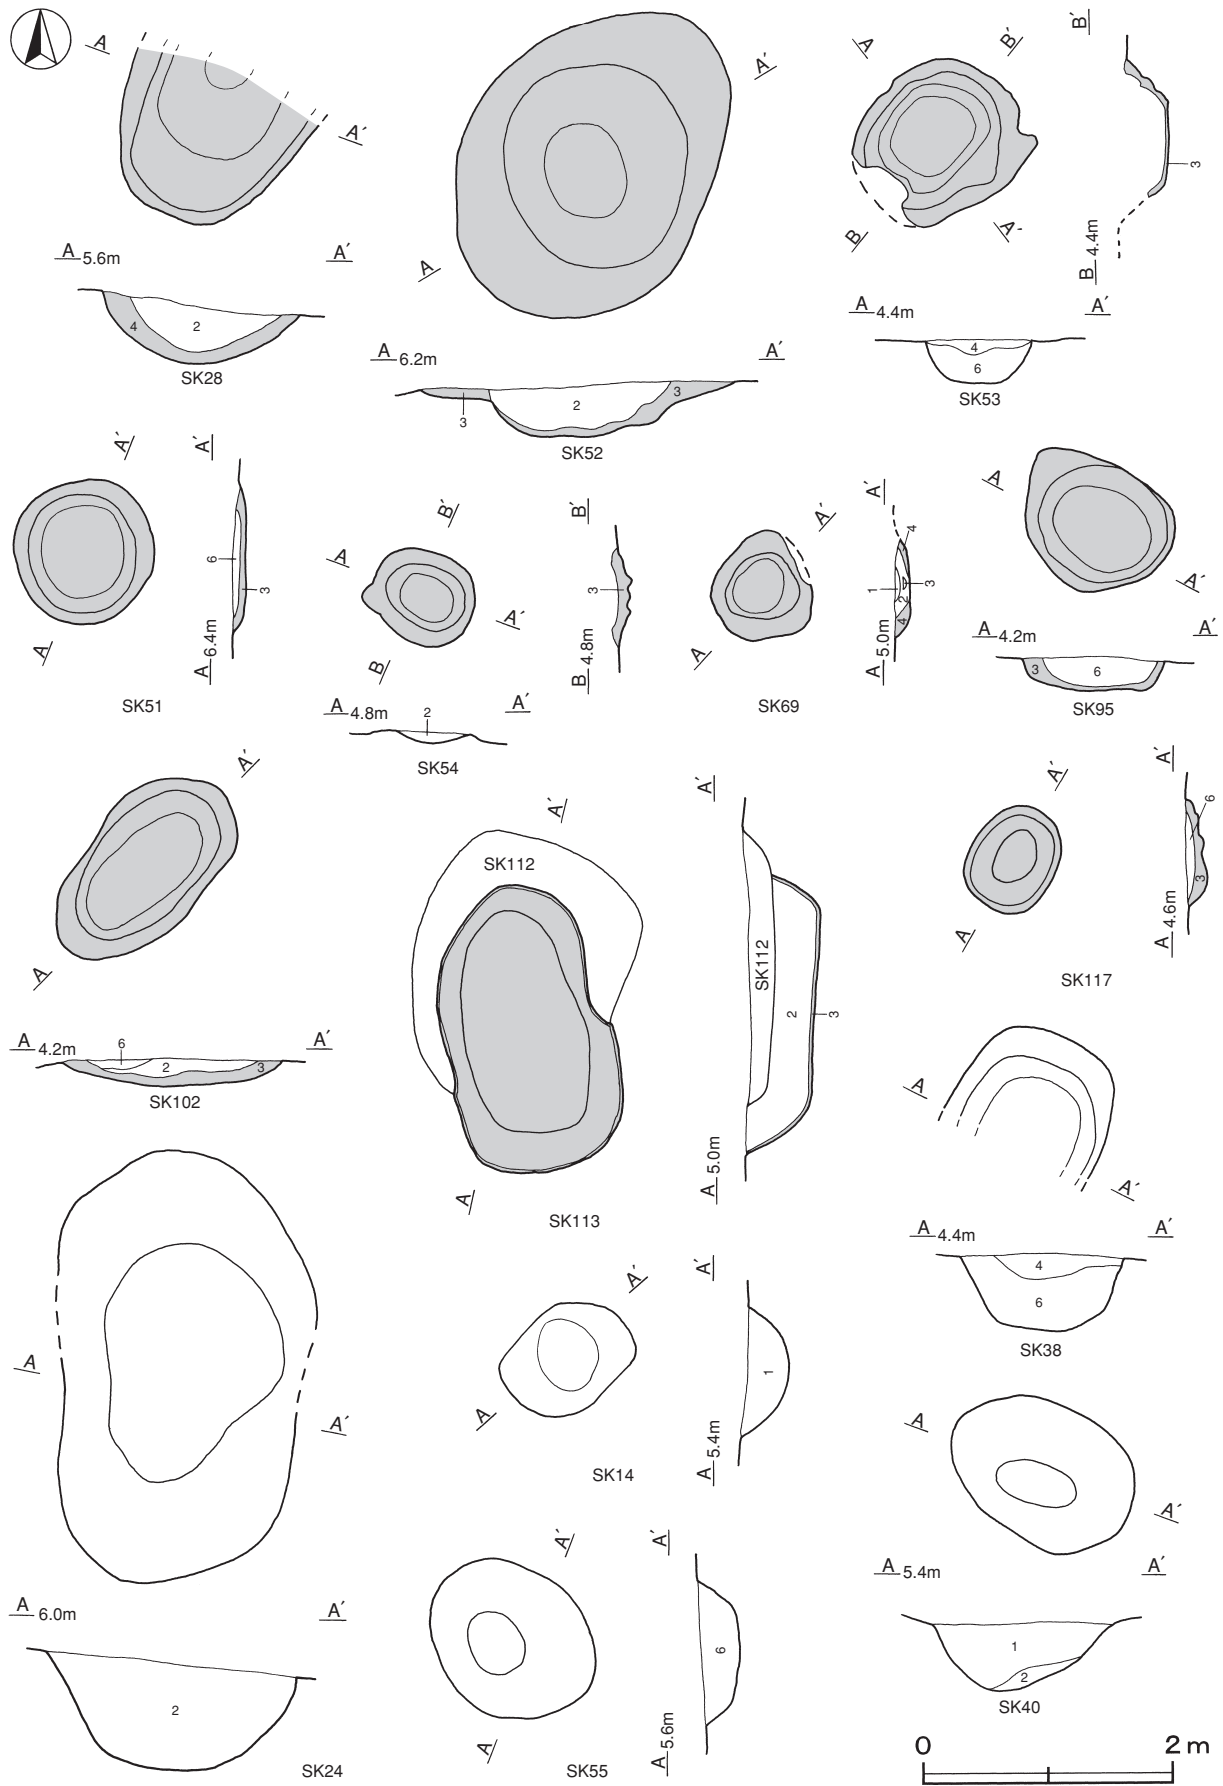 A
A′
A
5.6m
A′
4
2
SK28
A′
A
A
6.2m
A′
3
2
3
SK52
A
B′
B
A′
B′
3
B
4.4m
A
4.4m
A′
4
6
SK53
A′
A
A′
6
3
A
6.4m
SK51
A
B′
A′
B
B′
3
B
4.8m
A
4.8m
2
A′
SK54
A′
A
A′
4
1
3
2
4
A
5.0m
SK69
A
A′
A
4.2m
A′
3
6
SK95
A′
A
A
4.2m
A′
6
2
3
SK102
A′
SK112
A
A′
SK112
2
3
A
5.0m
SK113
A′
A
A′
6
3
A
4.6m
SK117
A
A′
A
4.4m
A′
4
6
SK38
A
A′
A
6.0m
A′
2
SK24
A′
A
A′
1
A
5.4m
SK14
A′
A
A′
6
A
5.6m
SK55
A
A′
A
5.4m
A′
1
2
SK40
0
2 m